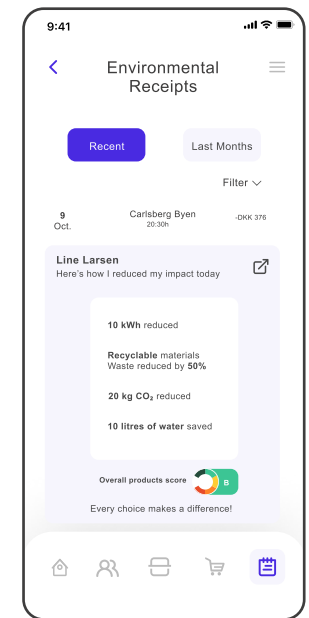 9:41
Environmental
Receipts
Recent
Last Months
Filter
9
Oct.
Carlsberg Byen
20:30h
-DKK 376
Line Larsen
Here's how I reduced my impact today
10 kWh reduced
Recyclable materials
Waste reduced by 50%
20 kg CO₂ reduced
10 litres of water saved
Overall products score
B
Every choice makes a difference!